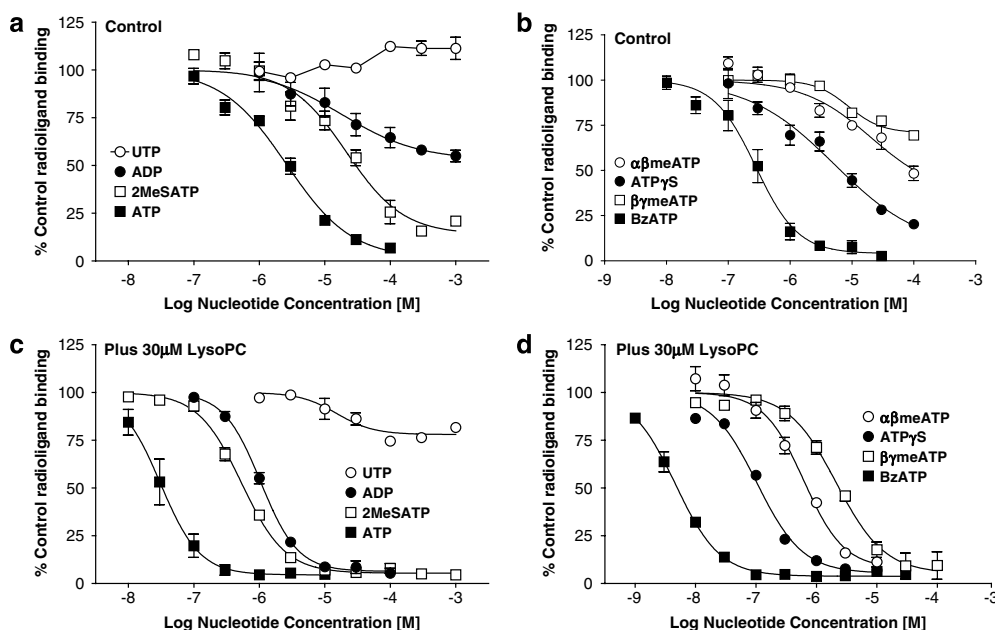 a
Control
% Control radioligand binding
125
100
75
50
25
0
UTP
ADP
2MeSATP
ATP
-8 -7 -6 -5 -4 -3
Log Nucleotide Concentration [M]
b
Control
% Control radioligand binding
125
100
75
50
25
0
αβmeATP
ATPγS
βγmeATP
BzATP
-8 -7 -6 -5 -4 -3
Log Nucleotide Concentration [M]
c
Plus 30μM LysoPC
% Control radioligand binding
125
100
75
50
25
0
UTP
ADP
2MeSATP
ATP
-8 -7 -6 -5 -4 -3
Log Nucleotide Concentration [M]
d
Plus 30μM LysoPC
% Control radioligand binding
125
100
75
50
25
0
αβmeATP
ATPγS
βγmeATP
BzATP
-9 -8 -7 -6 -5 -4 -3
Log Nucleotide Concentration [M]